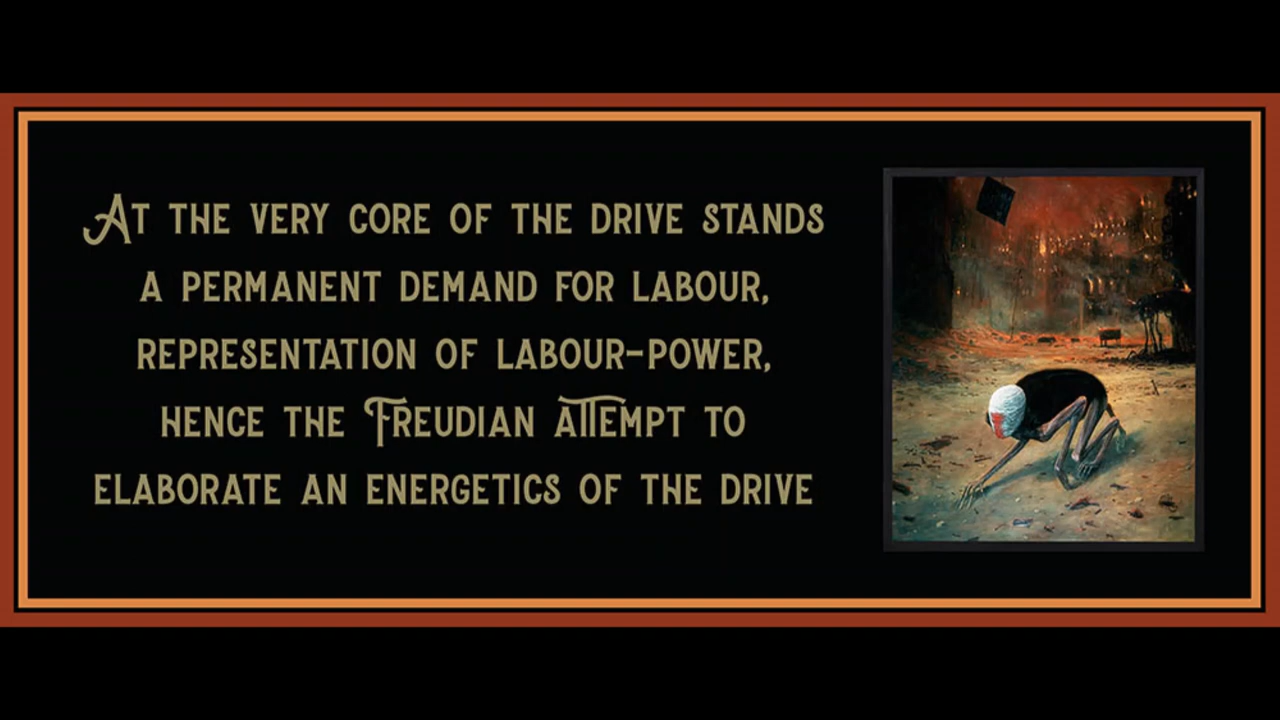 At the very core of the drive stands
a permanent demand for labour,
representation of labour-power,
hence the Freudian attempt to
elaborate an energetics of the drive